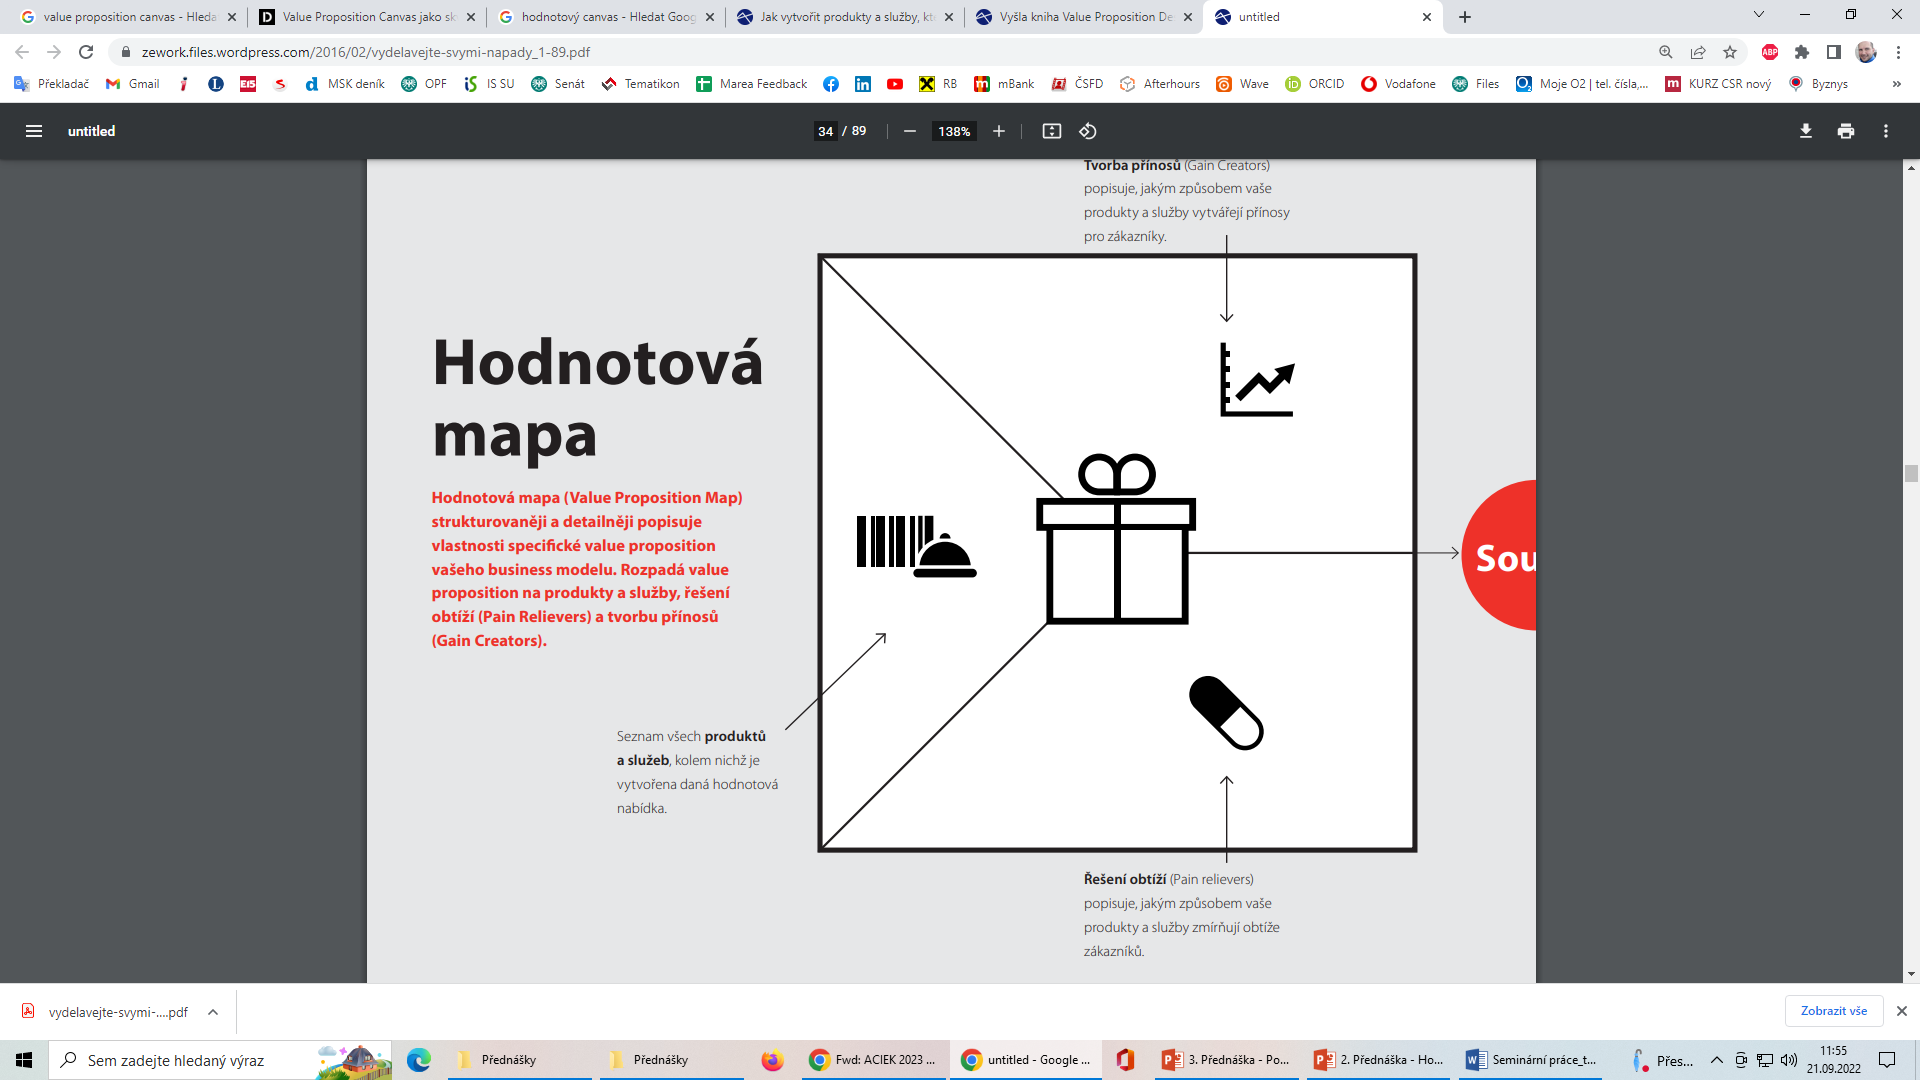 value proposition canvas - Hleda
Value Proposition Canvas jako sk
hodnotový canvas - Hledat Goog
Jak vytvořit produkty a služby, kt
Vyšla kniha Value Proposition De
untitled
zework.files.wordpress.com/2016/02/vydelavejte-svymi-napady_1-89.pdf
ABP
Překladač
Gmail
MSK deník
OPF
IS SU
Senát
Tematikon
Marea Feedback
RB
mBank
ČSFD
Afterhours
Wave
ORCID
Vodafone
Files
Moje O2 | tel. čísla,...
KURZ CSR nový
Byznys
»
untitled
34 / 89
138%
Tvorba přínosů (Gain Creators)
popisuje, jakým způsobem vaše
produkty a služby vytvářejí přínosy
pro zákazníky.
Hodnotová
mapa
Hodnotová mapa (Value Proposition Map)
strukturovaněji a detailněji popisuje
vlastnosti specifické value proposition
vašeho business modelu. Rozpadá value
proposition na produkty a služby, řešení
obtíží (Pain Relievers) a tvorbu přínosů
(Gain Creators).
Sou
Seznam všech produktů
a služeb, kolem nichž je
vytvořena daná hodnotová
nabídka.
Řešení obtíží (Pain relievers)
popisuje, jakým způsobem vaše
produkty a služby zmírňují obtíže
zákazníků.
vydelavejte-svymi-....pdf
Zobrazit vše
Sem zadejte hledaný výraz
Přednášky
Přednášky
Fwd: ACIEK 2023 ...
untitled - Google ...
3. Přednáška - Po...
2. Přednáška - Ho...
Seminární práce_t...
Přes...
11:55
21.09.2022